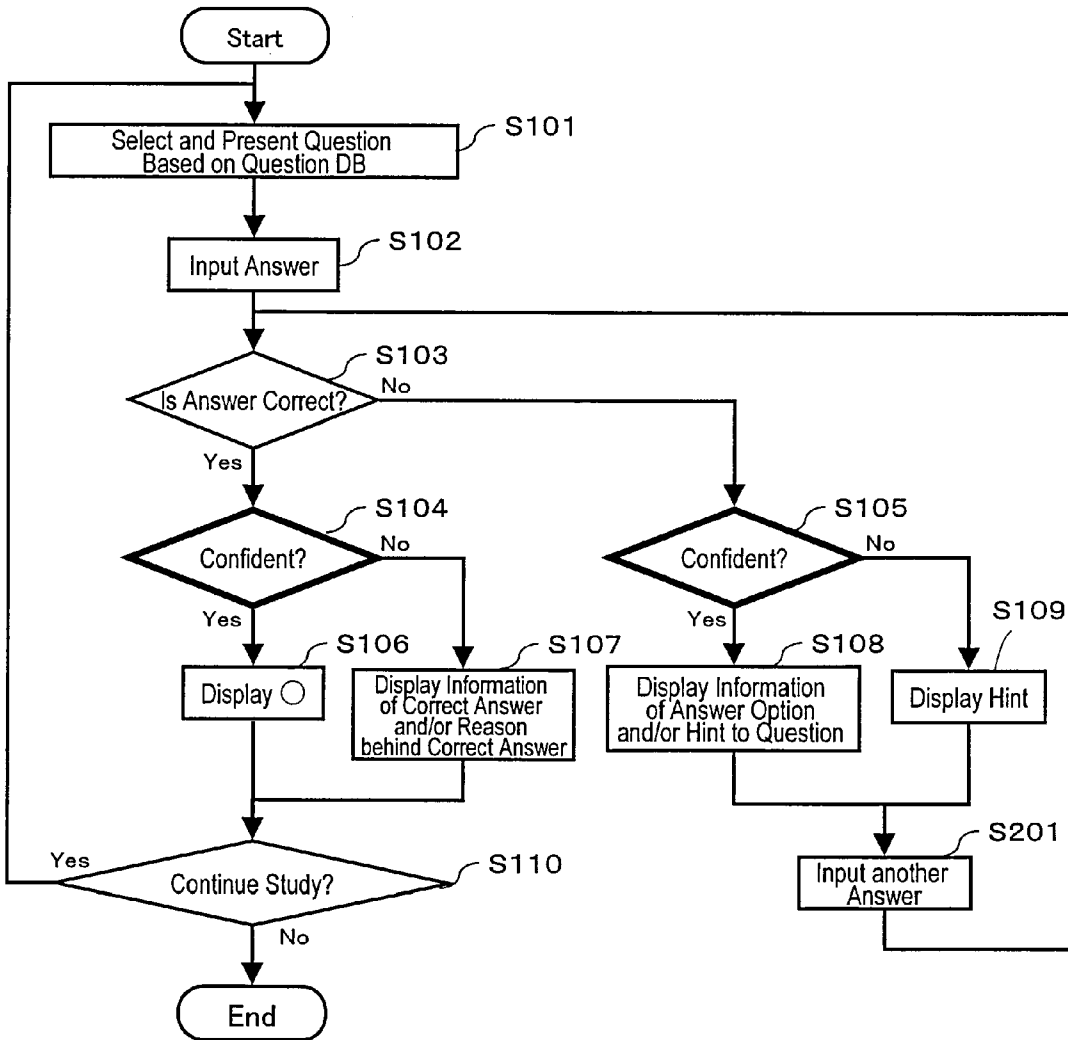 Start
S101
Select and Present Question
Based on Question DB
S102
Input Answer
S103
Is Answer Correct?
No
Yes
S104
Confident?
No
Yes
S105
Confident?
No
Yes
S106
Display ○
S107
Display Information
of Correct Answer
and/or Reason
behind Correct Answer
S108
Display Information
of Answer Option
and/or Hint to Question
S109
Display Hint
S201
Input another
Answer
S110
Continue Study?
Yes
No
End